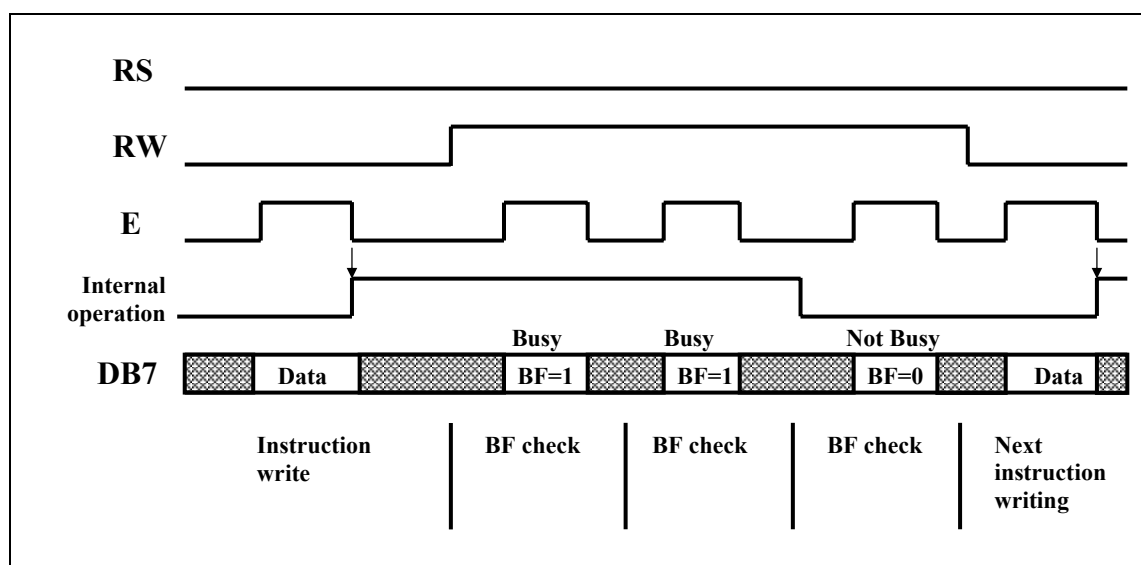 RS
RW
E
Internal
operation
Busy Busy Not Busy
DB7 Data BF=1 BF=1 BF=0 Data
Instruction BF check BF check BF check Next
write instruction
writing